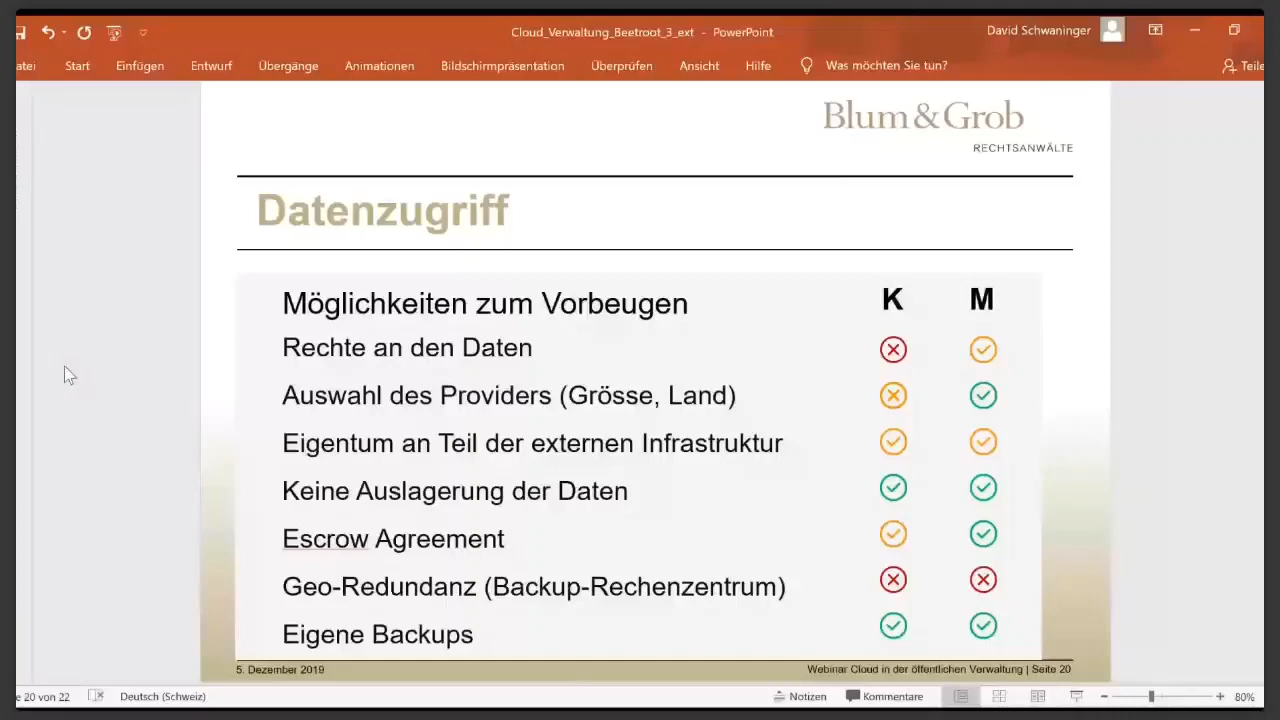 Cloud_Verwaltung_Beetroot_3_ext - PowerPoint
David Schwaninger
atei Start Einfügen Entwurf Übergänge Animationen Bildschirmpräsentation Überprüfen Ansicht Hilfe Was möchten Sie tun? Teile
Blum & Grob
RECHTSANWÄLTE
Datenzugriff
Möglichkeiten zum Vorbeugen K M
Rechte an den Daten
Auswahl des Providers (Grösse, Land)
Eigentum an Teil der externen Infrastruktur
Keine Auslagerung der Daten
Escrow Agreement
Geo-Redundanz (Backup-Rechenzentrum)
Eigene Backups
5. Dezember 2019 Webinar Cloud in der öffentlichen Verwaltung | Seite 20
e 20 von 22 Deutsch (Schweiz) Notizen Kommentare 80%